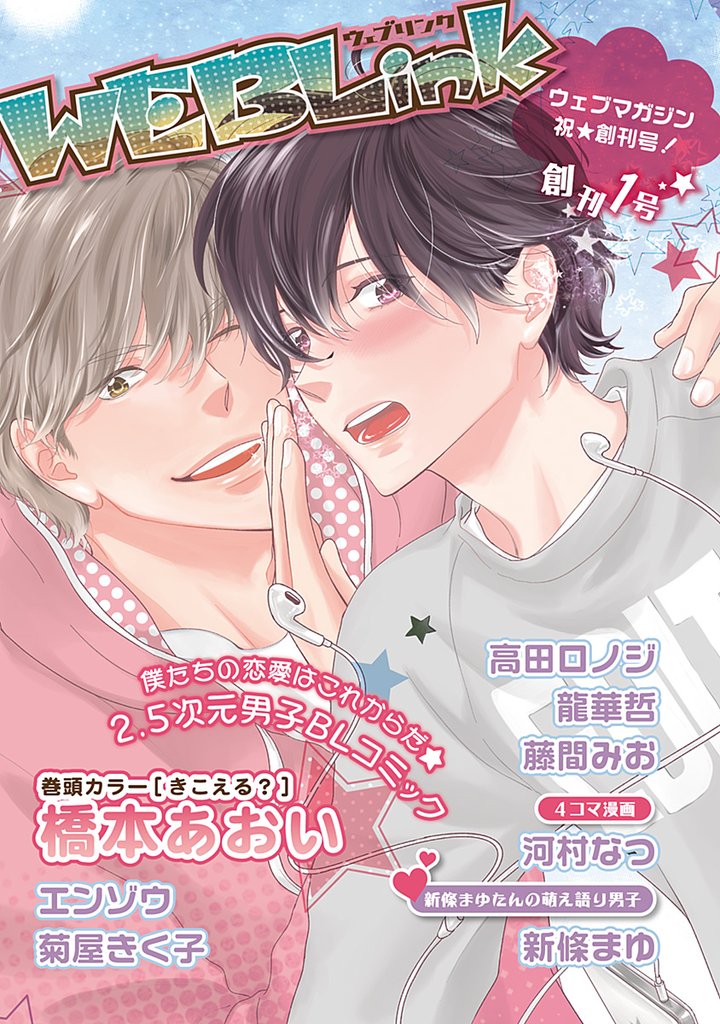 ウェブリンク
WEBLink
ウェブマガジン
祝★創刊号!
創刊1号
僕たちの恋愛はこれからだ★
2.5次元男子BLコミック
巻頭カラー[きこえる?]
橋本あおい
エンゾウ
菊屋きく子
高田ロノジ
龍華哲
藤間みお
4コマ漫画
河村なつ
新條まゆたんの萌え語り男子
新條まゆ